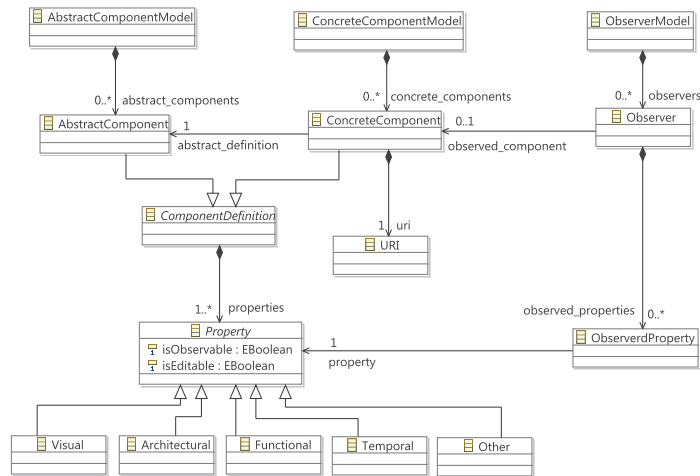 AbstractComponentModel
ConcreteComponentModel
ObserverModel
0..* abstract_components
0..* concrete_components
0..* observers
AbstractComponent
1
abstract_definition
ConcreteComponent
0..1
observed_component
Observer
ComponentDefinition
1 uri
URI
1..* properties
observed_properties 0..*
Property
isObservable : EBoolean
isEditable : EBoolean
1
property
ObserverdProperty
Visual
Architectural
Functional
Temporal
Other